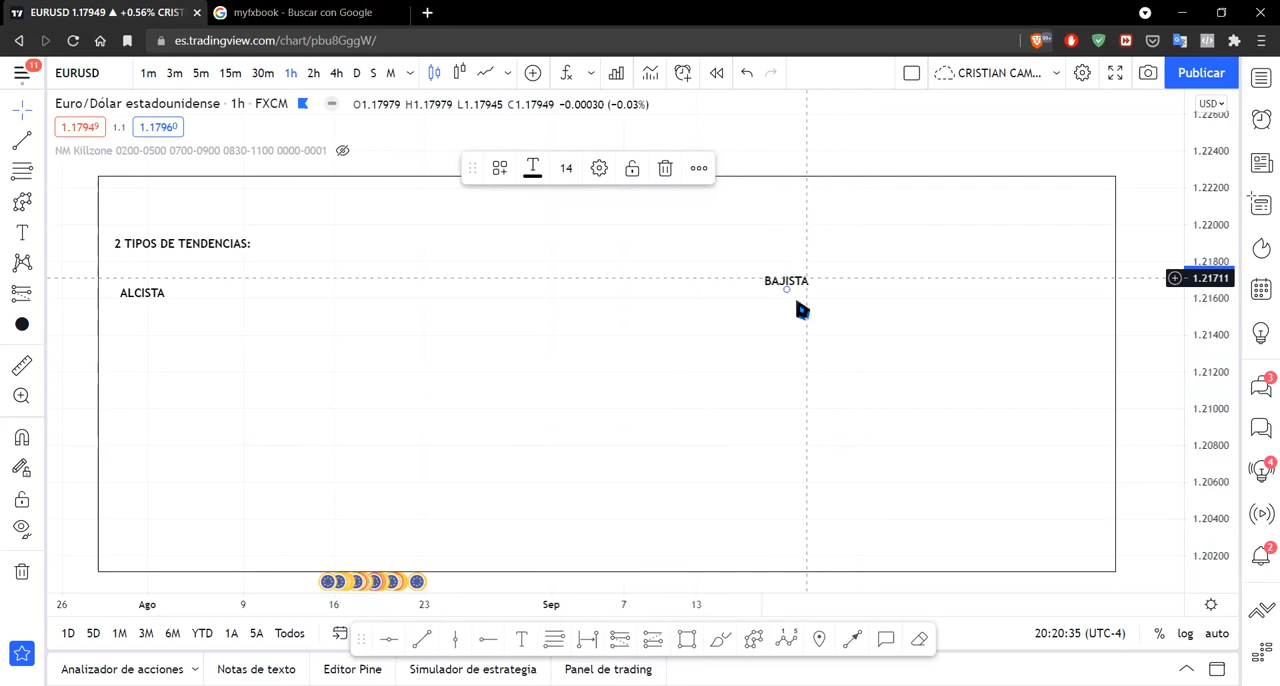 EURUSD 1.17949 ▲ +0.56% CRIST
myfxbook - Buscar con Google
es.tradingview.com/chart/pbu8GggW/
99+
11
EURUSD
1m 3m 5m 15m 30m 1h 2h 4h D S M
CRISTIAN CAM...
Publicar
Euro/Dólar estadounidense · 1h · FXCM
O1.17979 H1.17979 L1.17945 C1.17949 −0.00030 (−0.03%)
USD
1.17949 1.1 1.17960
NM Killzone 0200-0500 0700-0900 0830-1100 0000-0001
14
2 TIPOS DE TENDENCIAS:
ALCISTA
BAJISTA
1.22600
1.22400
1.22200
1.22000
1.21800
1.21711
1.21600
1.21400
1.21200
1.21000
1.20800
1.20600
1.20400
1.20200
3
4
2
26 Ago 9 16 23 Sep 7 13
1D 5D 1M 3M 6M YTD 1A 5A Todos
20:20:35 (UTC-4) % log auto
Analizador de acciones Notas de texto Editor Pine Simulador de estrategia Panel de trading